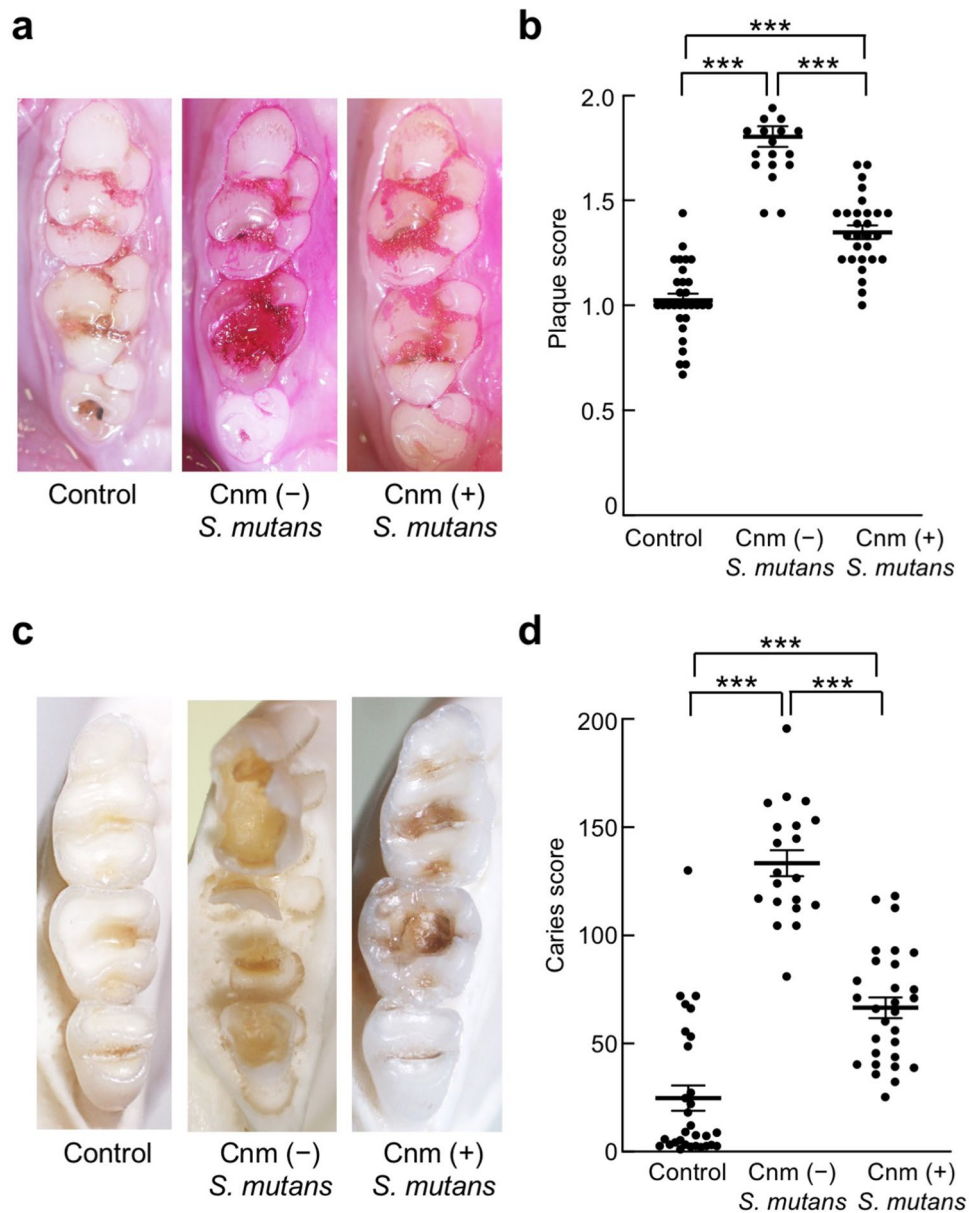 a
Control
Cnm (−)
S. mutans
Cnm (+)
S. mutans
b
***
*** ***
Plaque score
2.0
1.5
1.0
0.5
0
Control
Cnm (−)
S. mutans
Cnm (+)
S. mutans
c
Control
Cnm (−)
S. mutans
Cnm (+)
S. mutans
d
***
*** ***
Caries score
200
150
100
50
0
Control
Cnm (−)
S. mutans
Cnm (+)
S. mutans